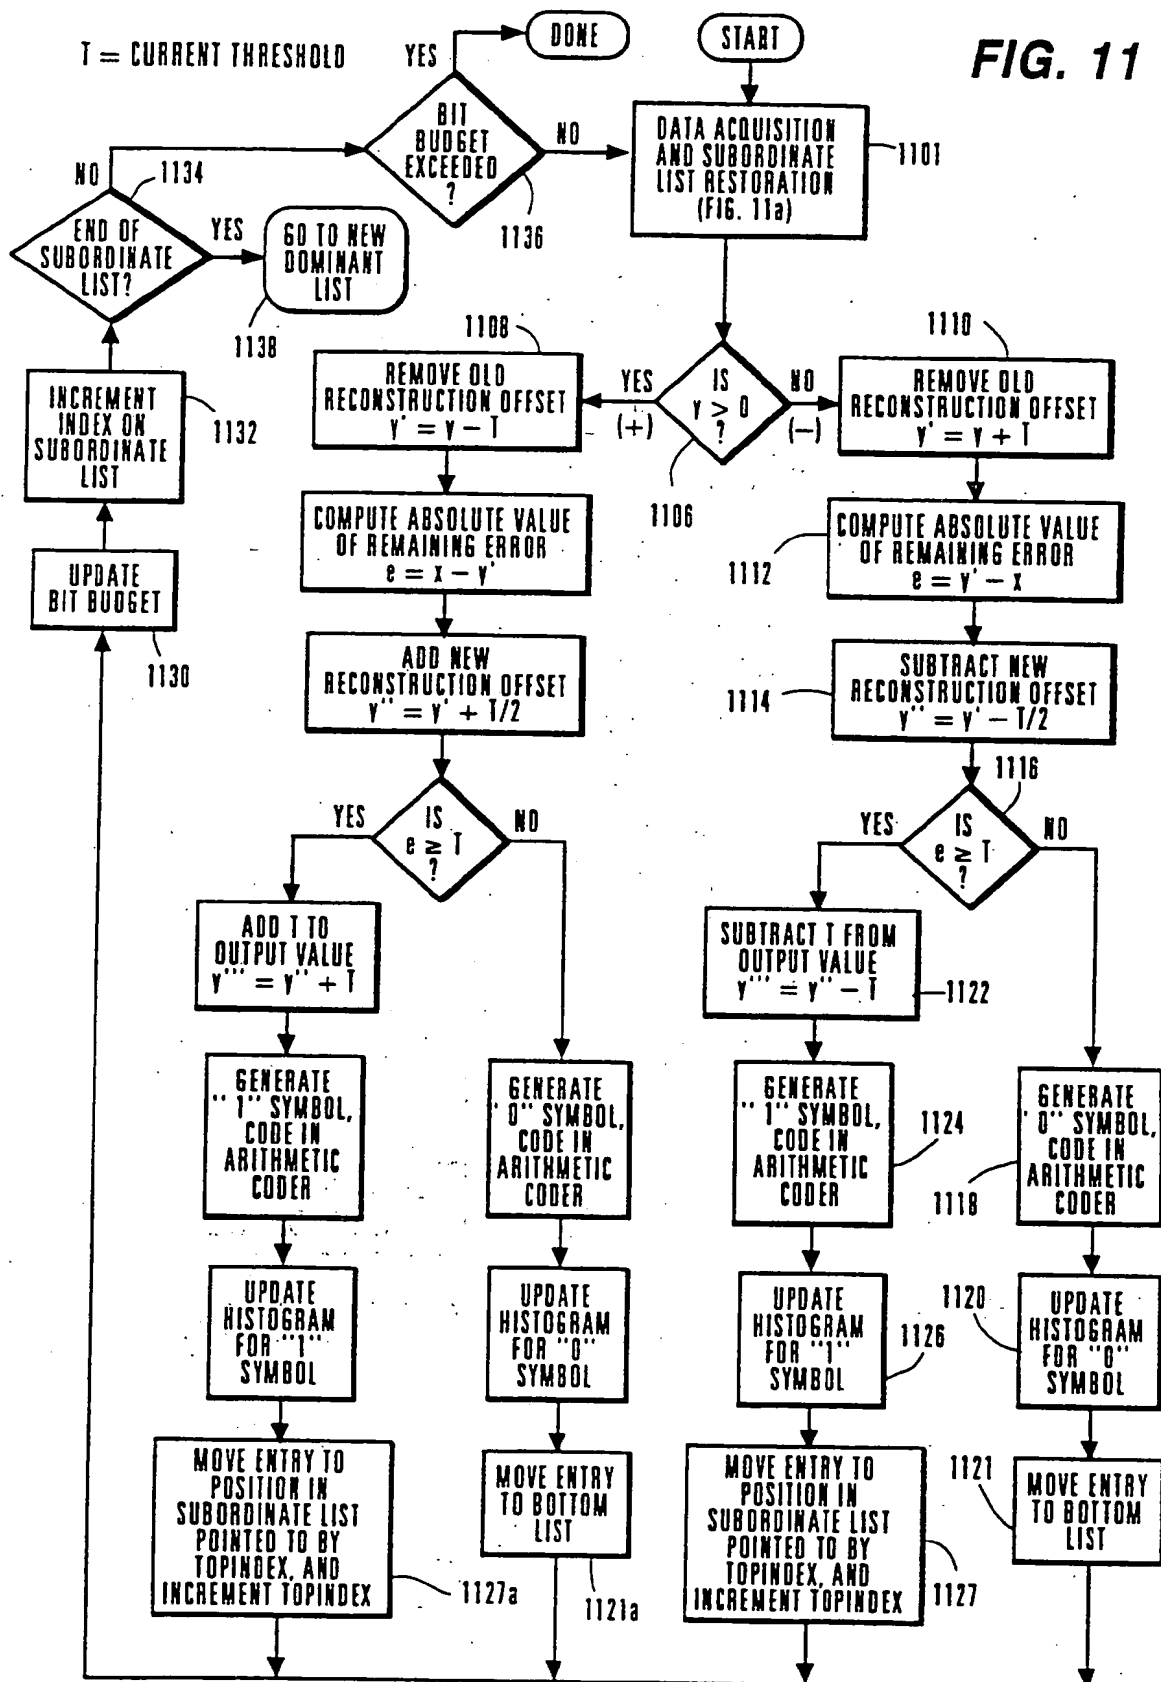 T = CURRENT THRESHOLD
YES
DONE
START
FIG. 11
BIT
BUDGET
EXCEEDED
?
NO
1136
DATA ACQUISITION
AND SUBORDINATE
LIST RESTORATION
(FIG. 11a)
1101
NO
1134
END OF
SUBORDINATE
LIST?
YES
GO TO NEW
DOMINANT
LIST
1138
INCREMENT
INDEX ON
SUBORDINATE
LIST
1132
UPDATE
BIT BUDGET
1130
1108
REMOVE OLD
RECONSTRUCTION OFFSET
y' = y − T
YES
(+)
IS
y > 0
?
NO
(−)
1106
1110
REMOVE OLD
RECONSTRUCTION OFFSET
y' = y + T
COMPUTE ABSOLUTE VALUE
OF REMAINING ERROR
e = x − y'
COMPUTE ABSOLUTE VALUE
OF REMAINING ERROR
e = y' − x
1112
ADD NEW
RECONSTRUCTION OFFSET
y'' = y' + T/2
SUBTRACT NEW
RECONSTRUCTION OFFSET
y'' = y' − T/2
1114
YES
IS
e ≥ T
?
NO
1116
YES
IS
e ≥ T
?
NO
ADD T TO
OUTPUT VALUE
y''' = y'' + T
SUBTRACT T FROM
OUTPUT VALUE
y''' = y'' − T
1122
GENERATE
"1" SYMBOL,
CODE IN
ARITHMETIC
CODER
GENERATE
'0" SYMBOL,
CODE IN
ARITHMETIC
CODER
GENERATE
"1" SYMBOL,
CODE IN
ARITHMETIC
CODER
1124
GENERATE
'0" SYMBOL,
CODE IN
ARITHMETIC
CODER
1118
UPDATE
HISTOGRAM
FOR "1"
SYMBOL
UPDATE
HISTOGRAM
FOR "0"
SYMBOL
UPDATE
HISTOGRAM
FOR "1"
SYMBOL
1126
UPDATE
HISTOGRAM
FOR "0"
SYMBOL
1120
MOVE ENTRY TO
POSITION IN
SUBORDINATE LIST
POINTED TO BY
TOPINDEX, AND
INCREMENT TOPINDEX
1127a
MOVE ENTRY
TO BOTTOM
LIST
1121a
MOVE ENTRY TO
POSITION IN
SUBORDINATE LIST
POINTED TO BY
TOPINDEX, AND
INCREMENT TOPINDEX
1127
MOVE ENTRY
TO BOTTOM
LIST
1121